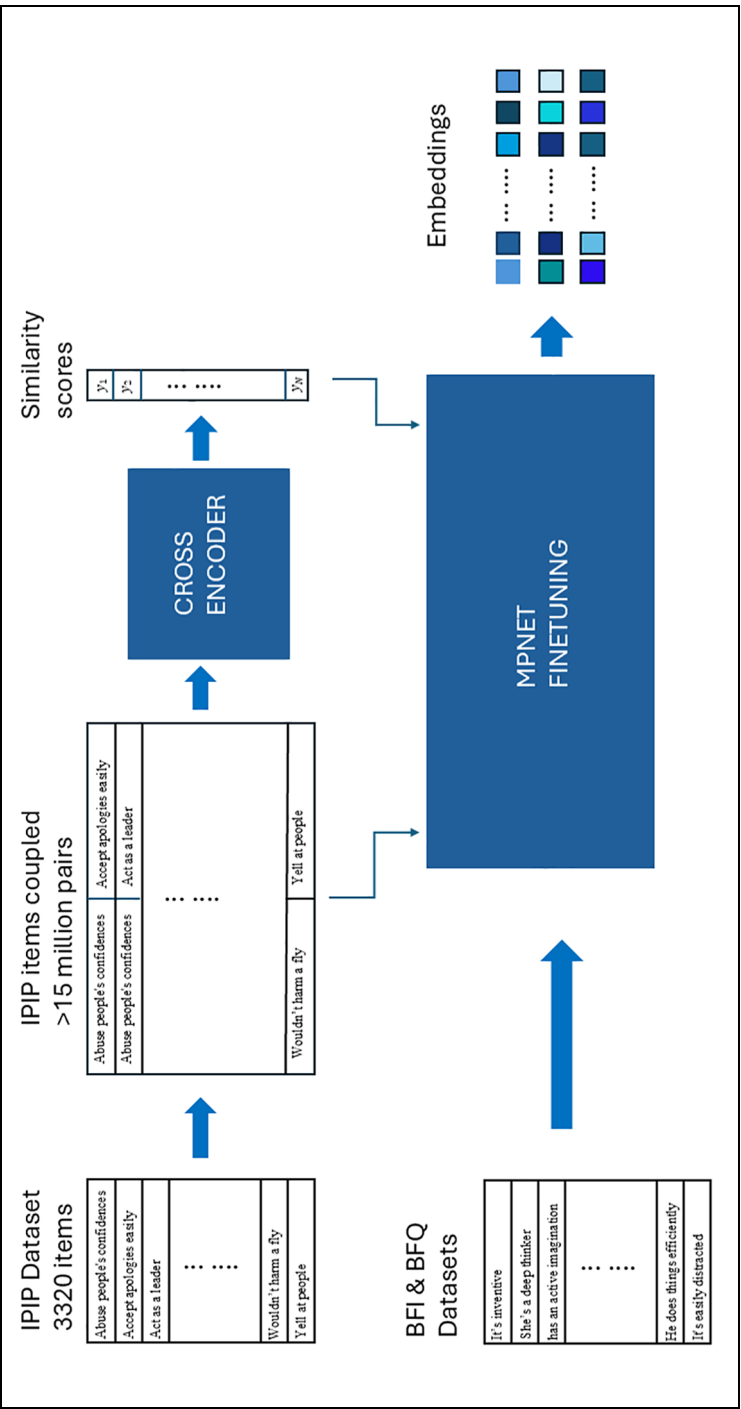 IPIP Dataset
3320 items
Abuse people's confidences
Accept apologies easily
Act as a leader
... ....
Wouldn't harm a fly
Yell at people
IPIP items coupled
>15 million pairs
Abuse people's confidences Accept apologies easily
Abuse people's confidences Act as a leader
... ....
Wouldn't harm a fly Yell at people
CROSS
ENCODER
Similarity
scores
y1
y2
... ....
yN
BFI & BFQ
Datasets
It's inventive
She's a deep thinker
has an active imagination
... ....
He does things efficiently
It's easily distracted
MPNET
FINETUNING
Embeddings
... ....
... ....
... ....